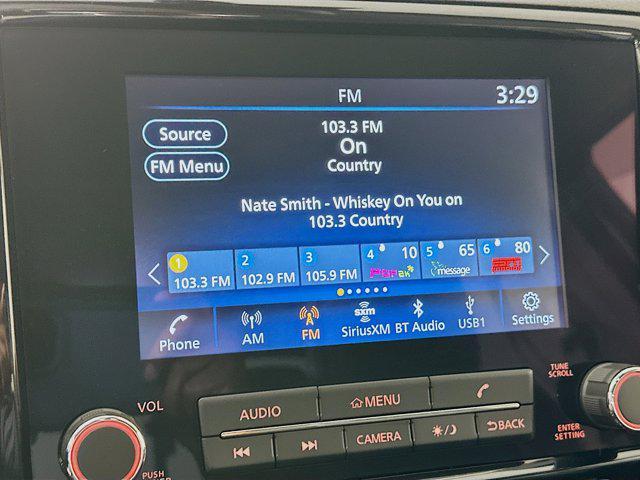 FM
3:29
Source
FM Menu
103.3 FM
On
Country
Nate Smith - Whiskey On You on
103.3 Country
1
103.3 FM
2
102.9 FM
3
105.9 FM
4 10
5 65
message
6 80
Phone
AM
FM
sxm
SiriusXM
BT Audio
USB1
Settings
VOL
PUSH
AUDIO
MENU
CAMERA
BACK
TUNE
SCROLL
ENTER
SETTING